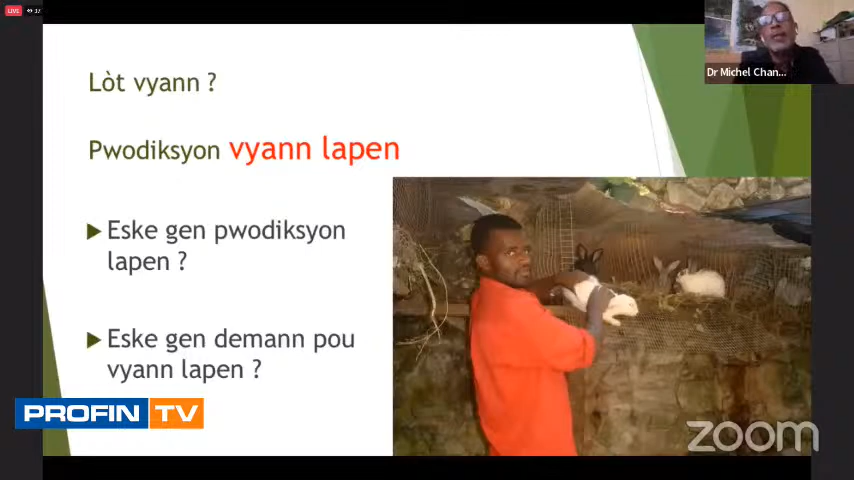 LIVE 37
Dr Michel Chan...
Lòt vyann ?
Pwodiksyon vyann lapen
Eske gen pwodiksyon
lapen ?
Eske gen demann pou
vyann lapen ?
PROFIN TV
zoom